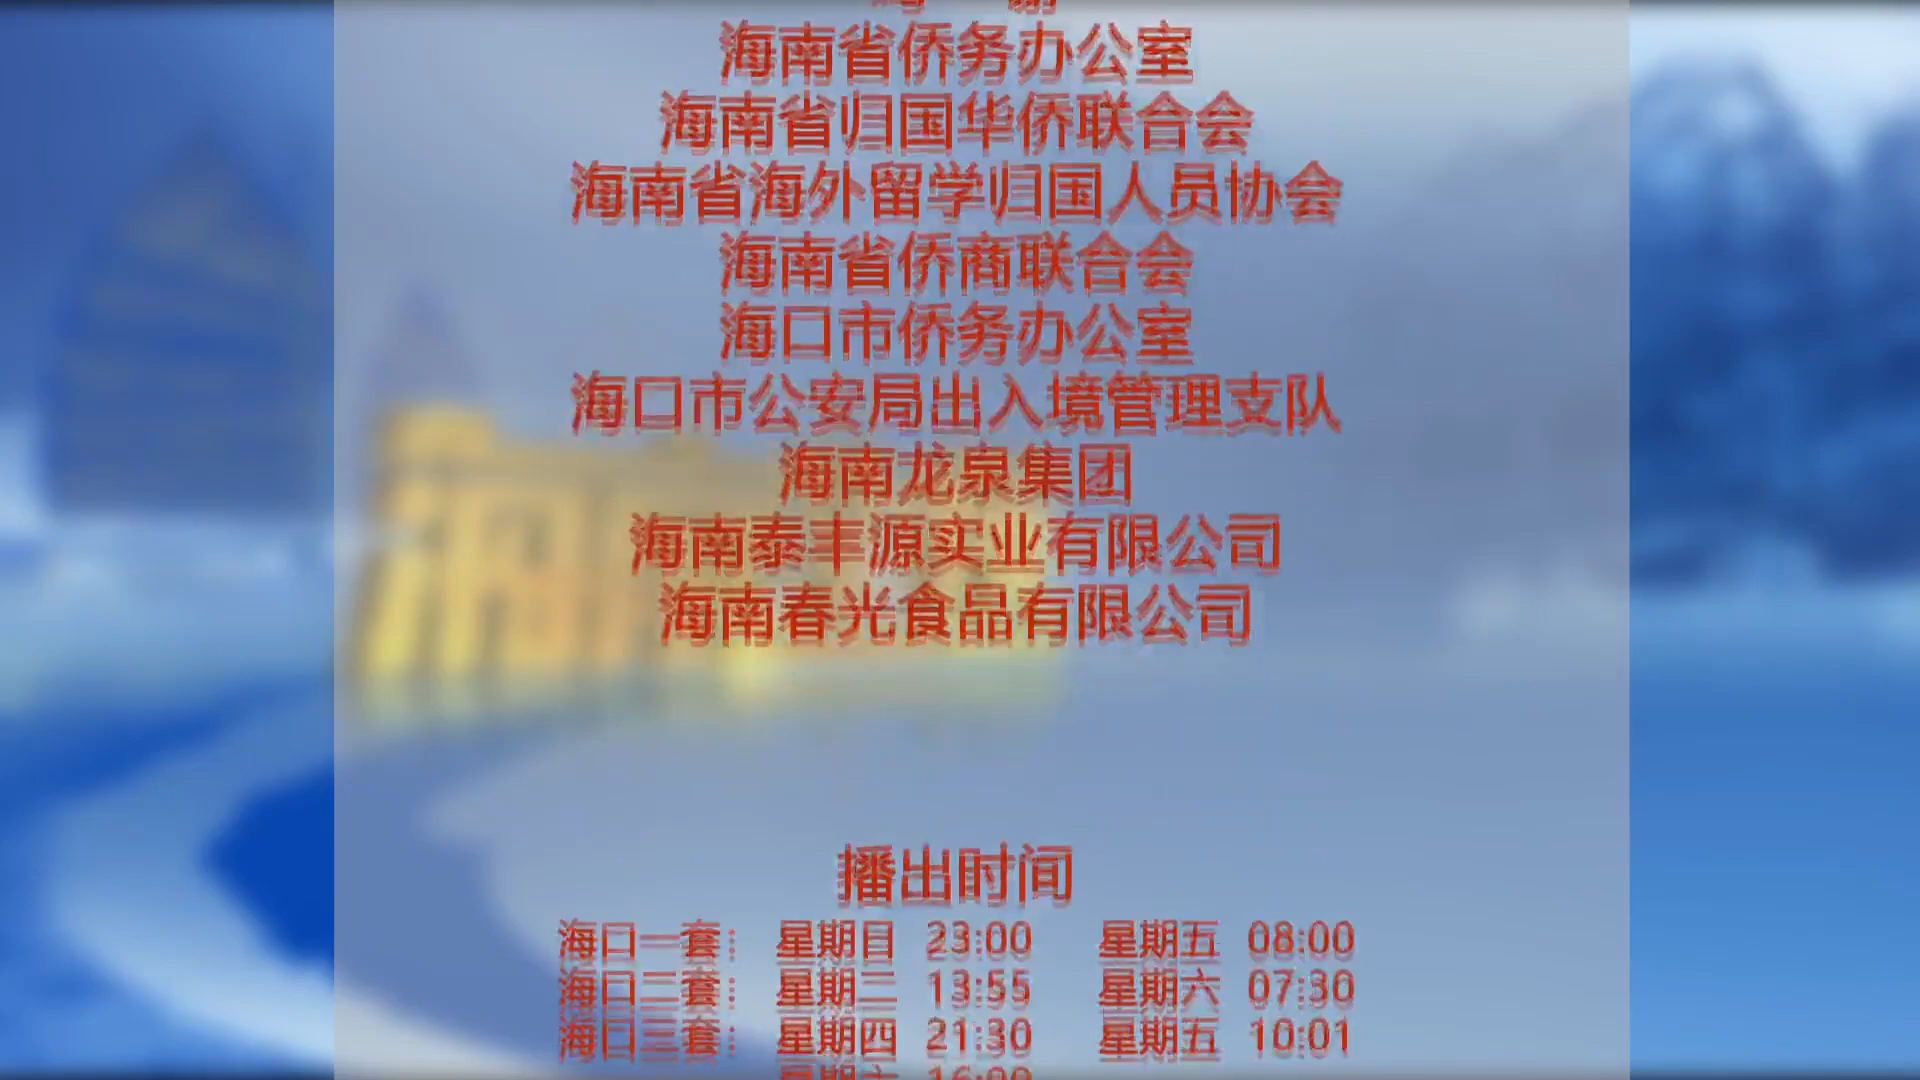 海南省侨务办公室
海南省归国华侨联合会
海南省海外留学归国人员协会
海南省侨商联合会
海口市侨务办公室
海口市公安局出入境管理支队
海南龙泉集团
海南泰丰源实业有限公司
海南春光食品有限公司
播出时间
海口一套： 星期日 23:00 星期五 08:00
海口二套： 星期二 13:55 星期六 07:30
海口三套： 星期四 21:30 星期五 10:01